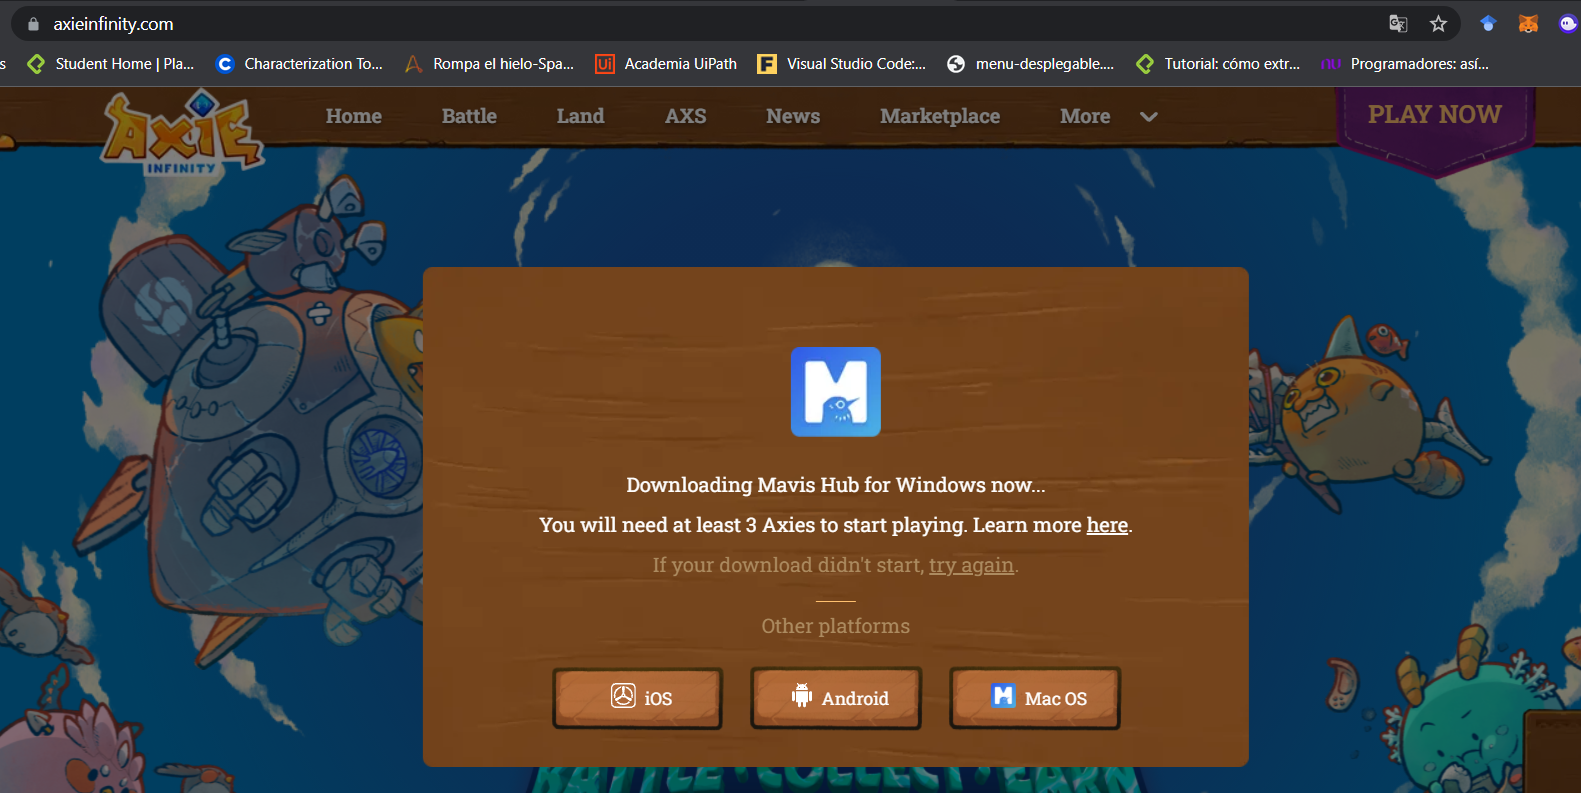 axieinfinity.com
s
Student Home | Pla...
Characterization To...
Rompa el hielo-Spa...
Academia UiPath
Visual Studio Code:...
menu-desplegable....
Tutorial: cómo extr...
Programadores: así...
AXIE
INFINITY
Home
Battle
Land
AXS
News
Marketplace
More
PLAY NOW
Downloading Mavis Hub for Windows now...
You will need at least 3 Axies to start playing. Learn more here.
If your download didn't start, try again.
Other platforms
iOS
Android
Mac OS
BATTLE · COLLECT · EARN